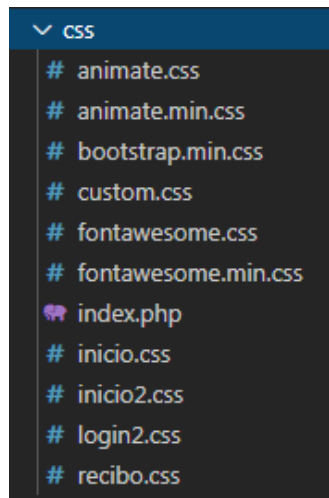 css
# animate.css
# animate.min.css
# bootstrap.min.css
# custom.css
# fontawesome.css
# fontawesome.min.css
index.php
# inicio.css
# inicio2.css
# login2.css
# recibo.css